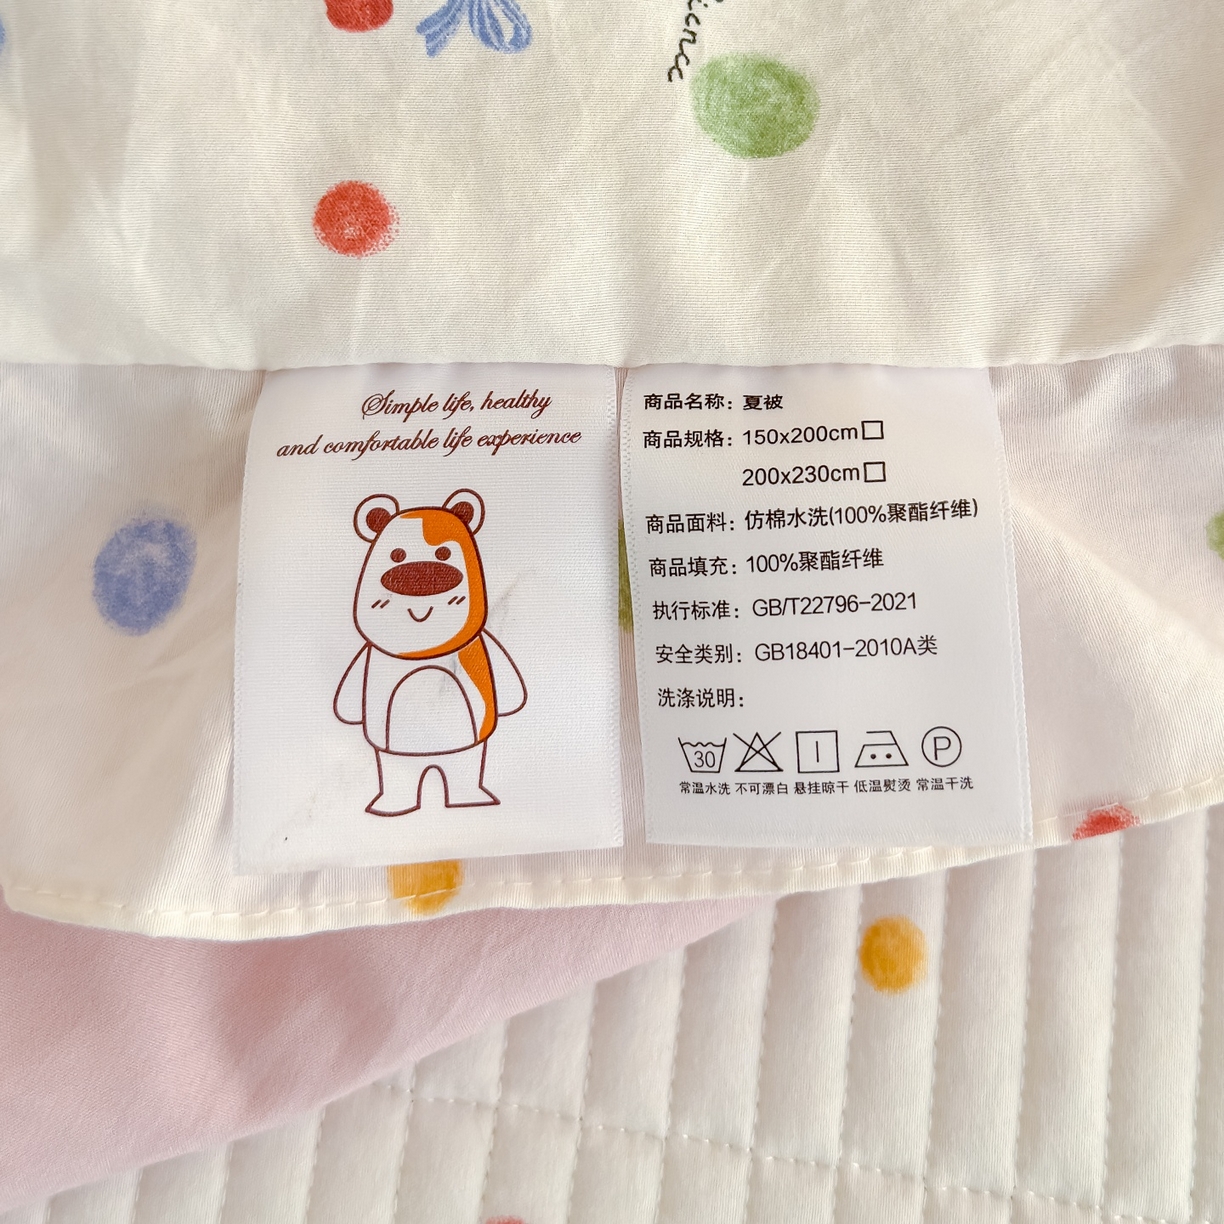 Simple life, healthy
and comfortable life experience
商品名称：夏被
商品规格：150x200cm□
200x230cm□
商品面料：仿棉水洗(100%聚酯纤维)
商品填充：100%聚酯纤维
执行标准：GB/T22796-2021
安全类别：GB18401-2010A类
洗涤说明：
30 P
常温水洗 不可漂白 悬挂晾干 低温熨烫 常温干洗